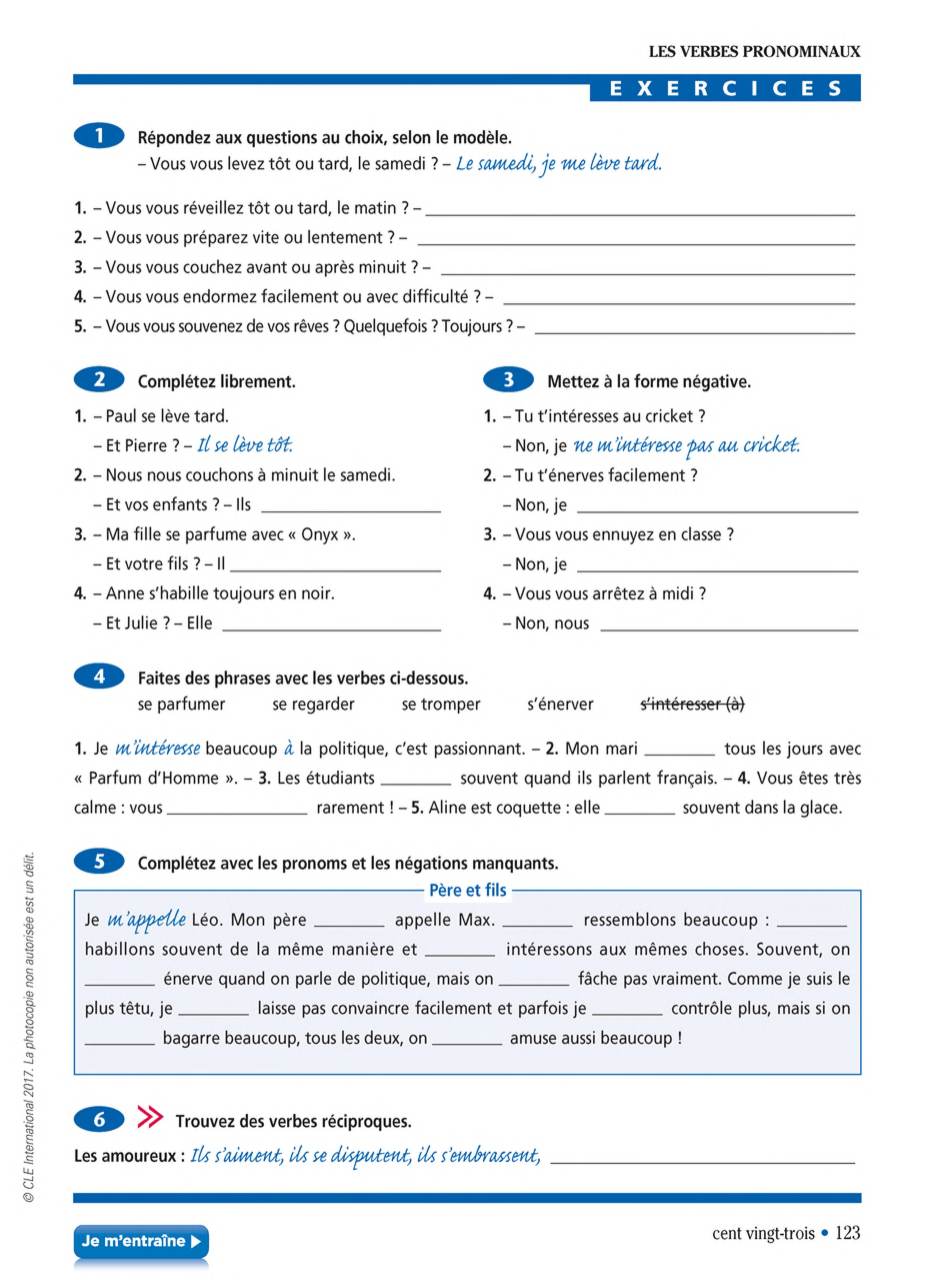 LES VERBES PRONOMINAUX
EXERCICES
1 Répondez aux questions au choix, selon le modèle.
– Vous vous levez tôt ou tard, le samedi ? – Le samedi, je me lève tard.
1. – Vous vous réveillez tôt ou tard, le matin ? –
2. – Vous vous préparez vite ou lentement ? –
3. – Vous vous couchez avant ou après minuit ? –
4. – Vous vous endormez facilement ou avec difficulté ? –
5. – Vous vous souvenez de vos rêves ? Quelquefois ? Toujours ? –
2 Complétez librement.
1. – Paul se lève tard.
– Et Pierre ? – Il se lève tôt.
2. – Nous nous couchons à minuit le samedi.
– Et vos enfants ? – Ils
3. – Ma fille se parfume avec « Onyx ».
– Et votre fils ? – Il
4. – Anne s’habille toujours en noir.
– Et Julie ? – Elle
3 Mettez à la forme négative.
1. – Tu t’intéresses au cricket ?
– Non, je ne m’intéresse pas au cricket.
2. – Tu t’énerves facilement ?
– Non, je
3. – Vous vous ennuyez en classe ?
– Non, je
4. – Vous vous arrêtez à midi ?
– Non, nous
4 Faites des phrases avec les verbes ci-dessous.
se parfumer se regarder se tromper s’énerver s’intéresser (à)
1. Je m’intéresse beaucoup à la politique, c’est passionnant. – 2. Mon mari ________ tous les jours avec
« Parfum d’Homme ». – 3. Les étudiants ________ souvent quand ils parlent français. – 4. Vous êtes très
calme : vous ________ rarement ! – 5. Aline est coquette : elle ________ souvent dans la glace.
5 Complétez avec les pronoms et les négations manquants.
Père et fils
Je m’appelle Léo. Mon père ________ appelle Max. ________ ressemblons beaucoup : ________
habillons souvent de la même manière et ________ intéressons aux mêmes choses. Souvent, on
________ énerve quand on parle de politique, mais on ________ fâche pas vraiment. Comme je suis le
plus têtu, je ________ laisse pas convaincre facilement et parfois je ________ contrôle plus, mais si on
________ bagarre beaucoup, tous les deux, on ________ amuse aussi beaucoup !
6 Trouvez des verbes réciproques.
Les amoureux : Ils s’aiment, ils se disputent, ils s’embrassent,
Je m’entraîne
cent vingt-trois • 123
© CLE International 2017. La photocopie non autorisée est un délit.